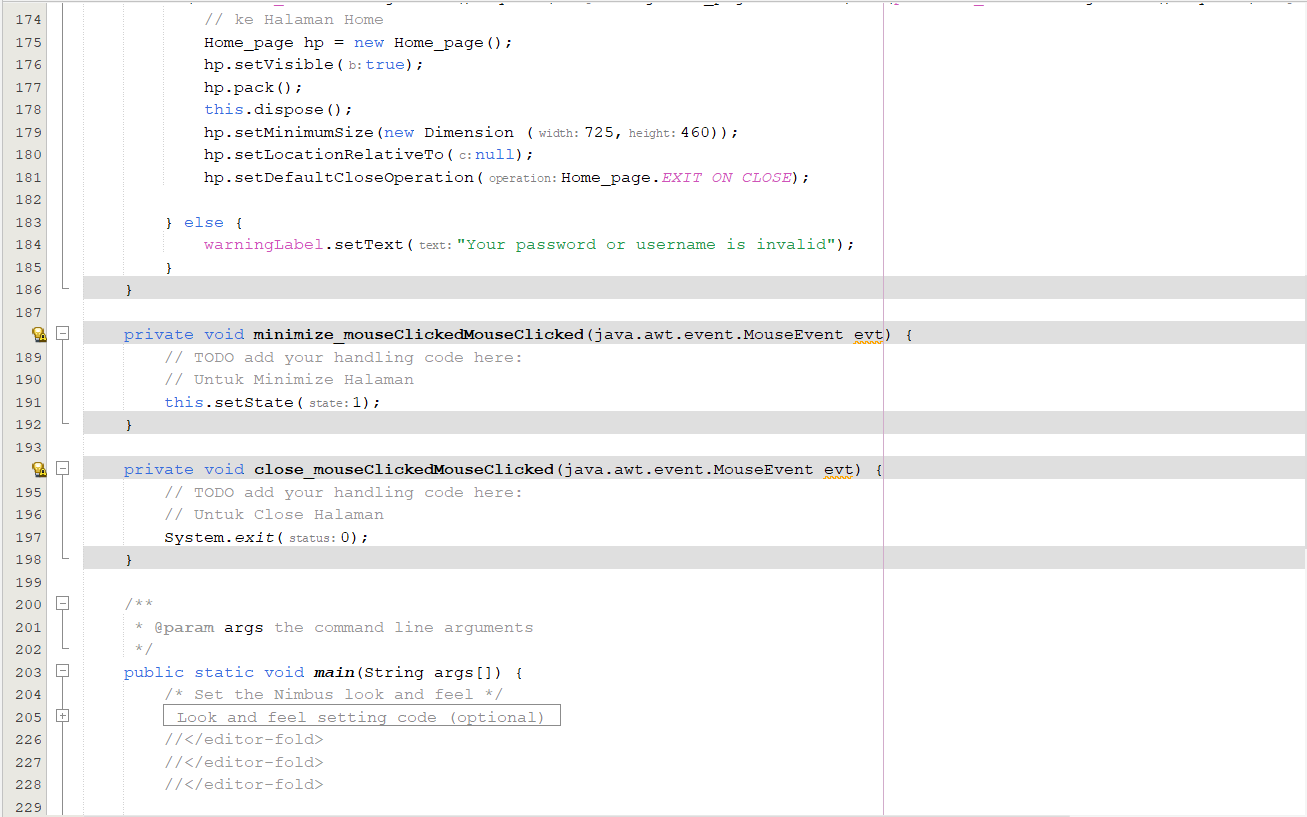 174 // ke Halaman Home
175 Home_page hp = new Home_page();
176 hp.setVisible( b: true);
177 hp.pack();
178 this.dispose();
179 hp.setMinimumSize(new Dimension ( width: 725, height: 460));
180 hp.setLocationRelativeTo( c: null);
181 hp.setDefaultCloseOperation( operation: Home_page.EXIT_ON_CLOSE);
182
183 } else {
184 warningLabel.setText( text: "Your password or username is invalid");
185 }
186 }
187
private void minimize_mouseClickedMouseClicked(java.awt.event.MouseEvent evt) {
189 // TODO add your handling code here:
190 // Untuk Minimize Halaman
191 this.setState( state: 1);
192 }
193
private void close_mouseClickedMouseClicked(java.awt.event.MouseEvent evt) {
195 // TODO add your handling code here:
196 // Untuk Close Halaman
197 System.exit( status: 0);
198 }
199
200 /**
201 * @param args the command line arguments
202 */
203 public static void main(String args[]) {
204 /* Set the Nimbus look and feel */
205 Look and feel setting code (optional)
226 //</editor-fold>
227 //</editor-fold>
228 //</editor-fold>
229